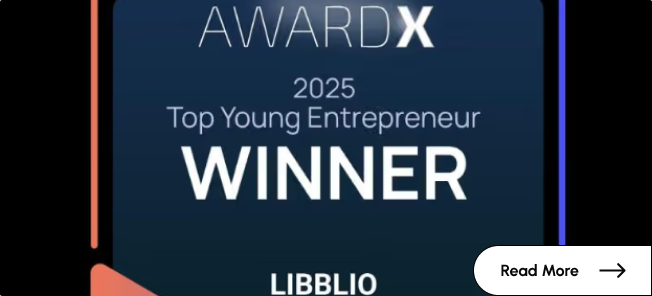 AWARDX
2025
Top Young Entrepreneur
WINNER
LIBBLIO
Read More